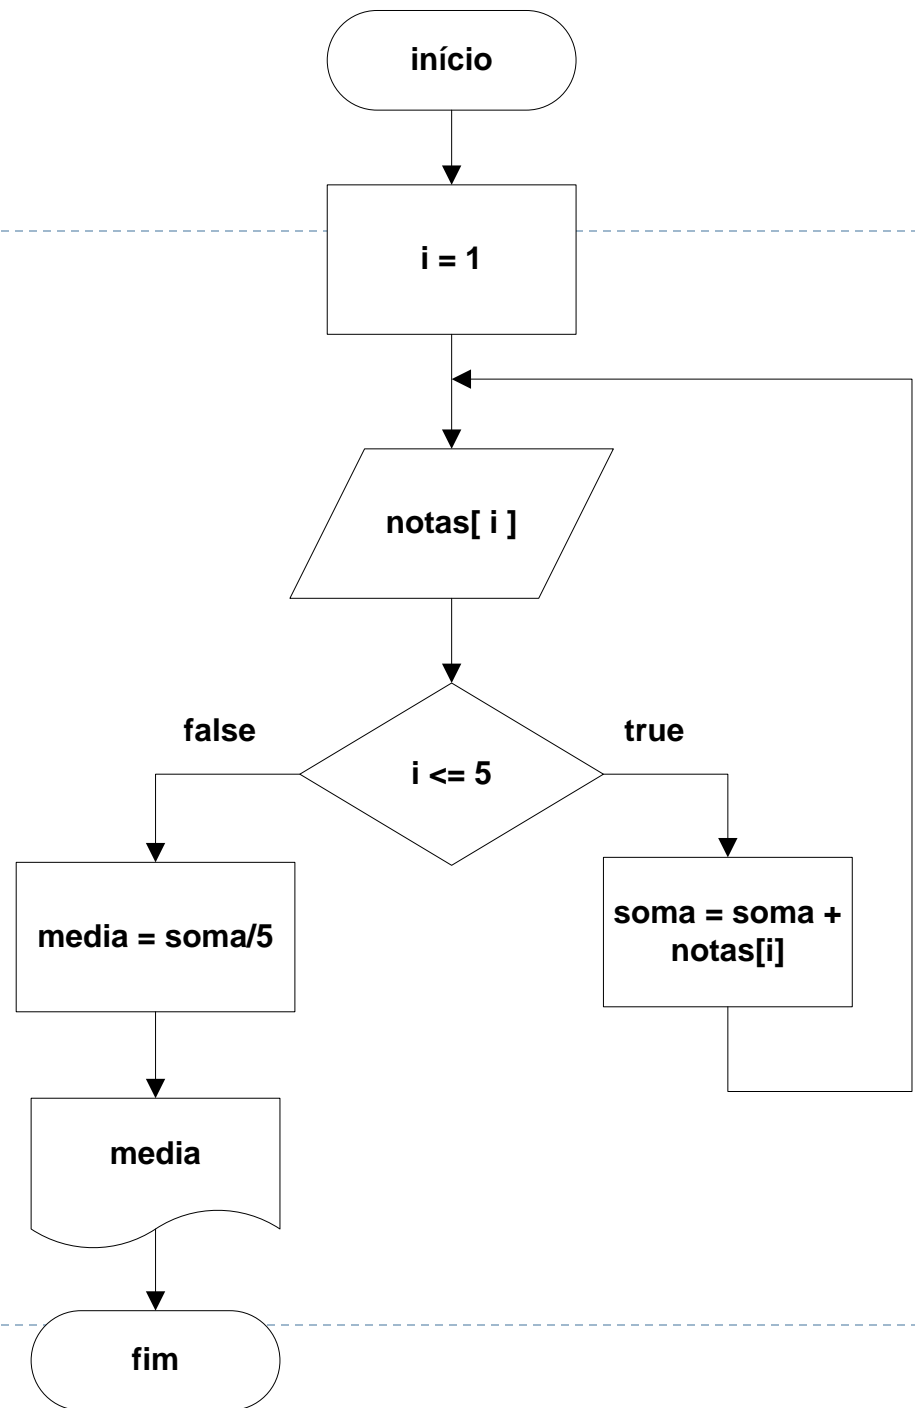 início
i = 1
notas[ i ]
false
true
i <= 5
media = soma/5
soma = soma +
notas[i]
media
fim